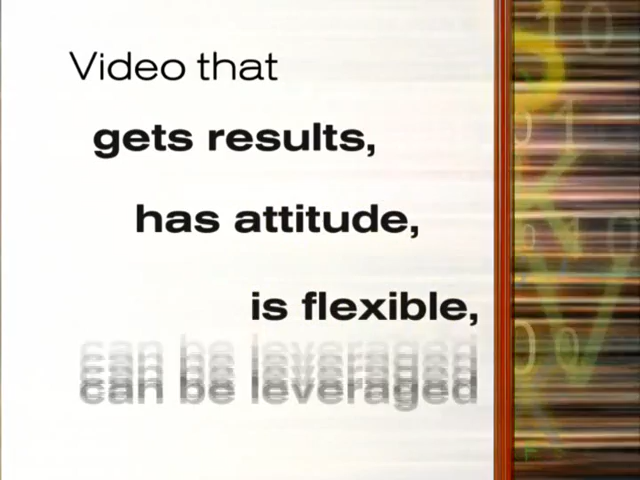 Video that
gets results,
has attitude,
is flexible,
can be leveraged